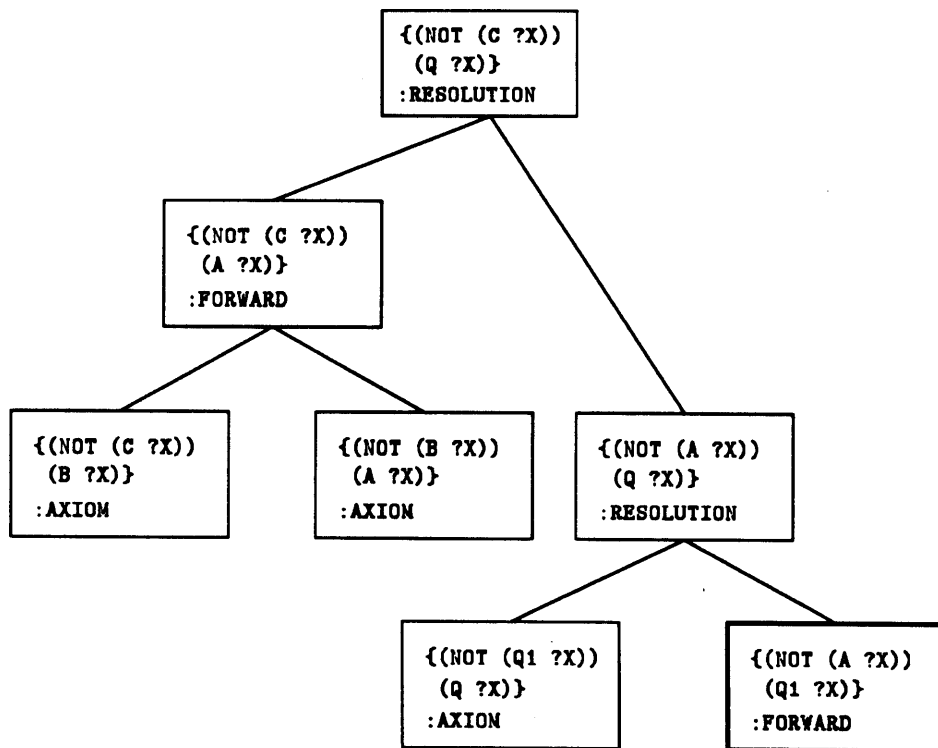 {(NOT (C ?X))
(Q ?X)}
:RESOLUTION
{(NOT (C ?X))
(A ?X)}
:FORWARD
{(NOT (C ?X))
(B ?X)}
:AXIOM
{(NOT (B ?X))
(A ?X)}
:AXIOM
{(NOT (A ?X))
(Q ?X)}
:RESOLUTION
{(NOT (Q1 ?X))
(Q ?X)}
:AXIOM
{(NOT (A ?X))
(Q1 ?X)}
:FORWARD